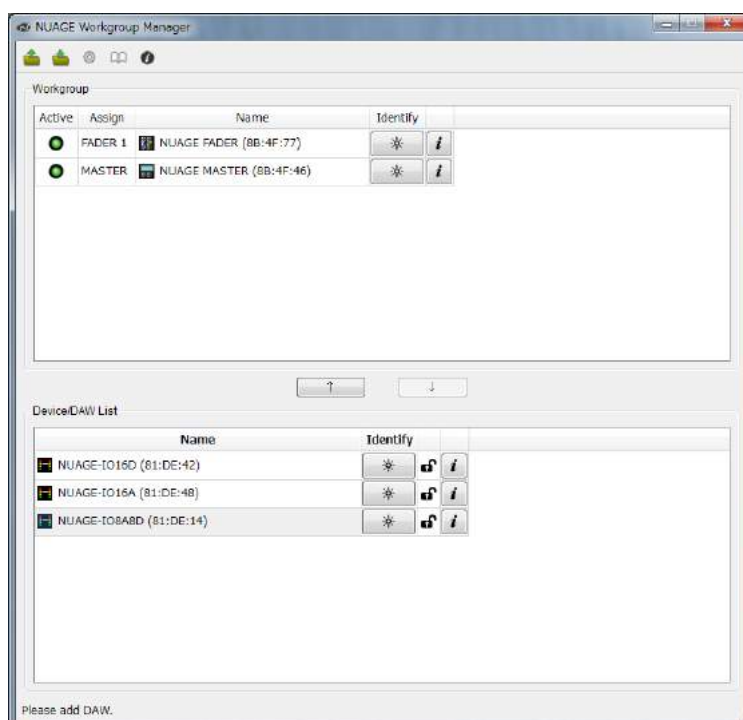 NUAGE Workgroup Manager
Workgroup
Active Assign Name Identify
FADER 1 NUAGE FADER (8B:4F:77) i
MASTER NUAGE MASTER (8B:4F:46) i
↑ ↓
Device/DAW List
Name Identify
NUAGE-IO16D (81:DE:42) i
NUAGE-IO16A (81:DE:48) i
NUAGE-IO8A8D (81:DE:14) i
Please add DAW.